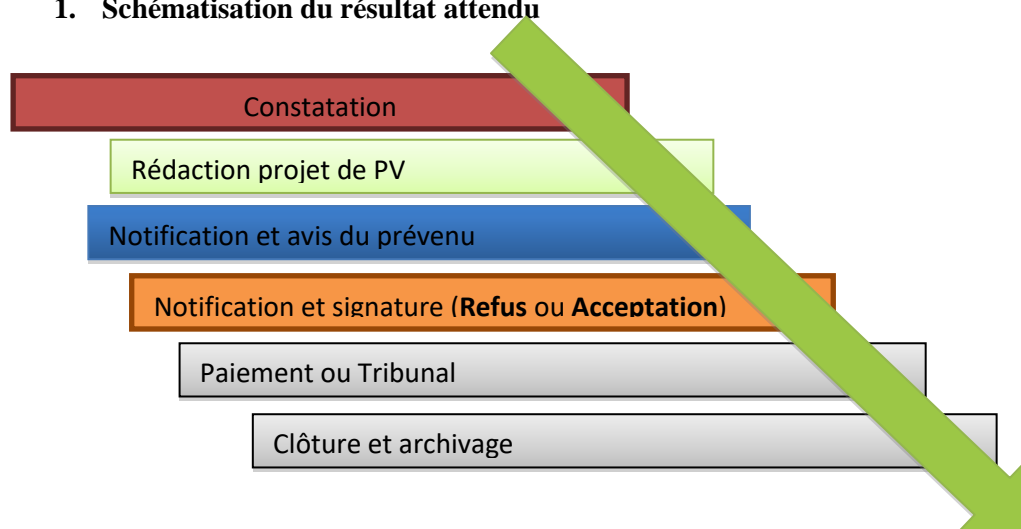 1. Schématisation du résultat attendu
Constatation
Rédaction projet de PV
Notification et avis du prévenu
Notification et signature (Refus ou Acceptation)
Paiement ou Tribunal
Clôture et archivage